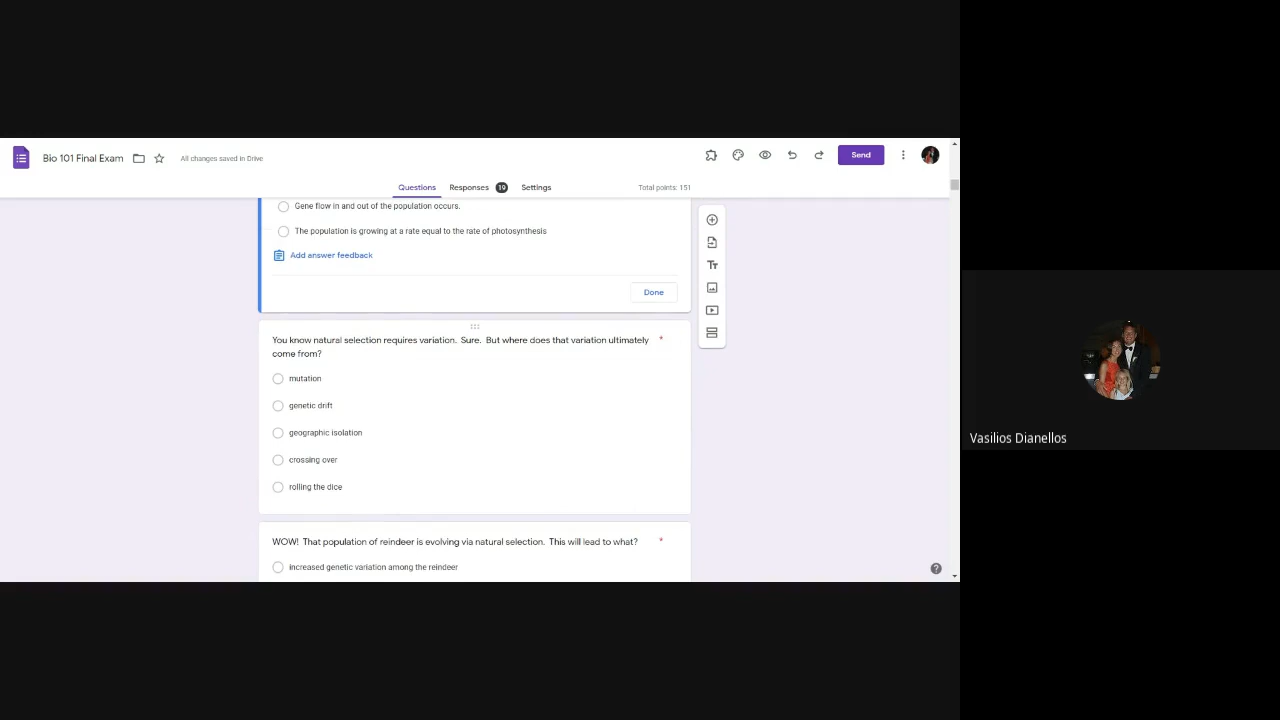 Bio 101 Final Exam
All changes saved in Drive
Send
Questions
Responses 19
Settings
Total points: 151
Gene flow in and out of the population occurs.
The population is growing at a rate equal to the rate of photosynthesis
Add answer feedback
Done
You know natural selection requires variation. Sure. But where does that variation ultimately *
come from?
mutation
genetic drift
geographic isolation
crossing over
rolling the dice
WOW! That population of reindeer is evolving via natural selection. This will lead to what? *
increased genetic variation among the reindeer
Vasilios Dianellos